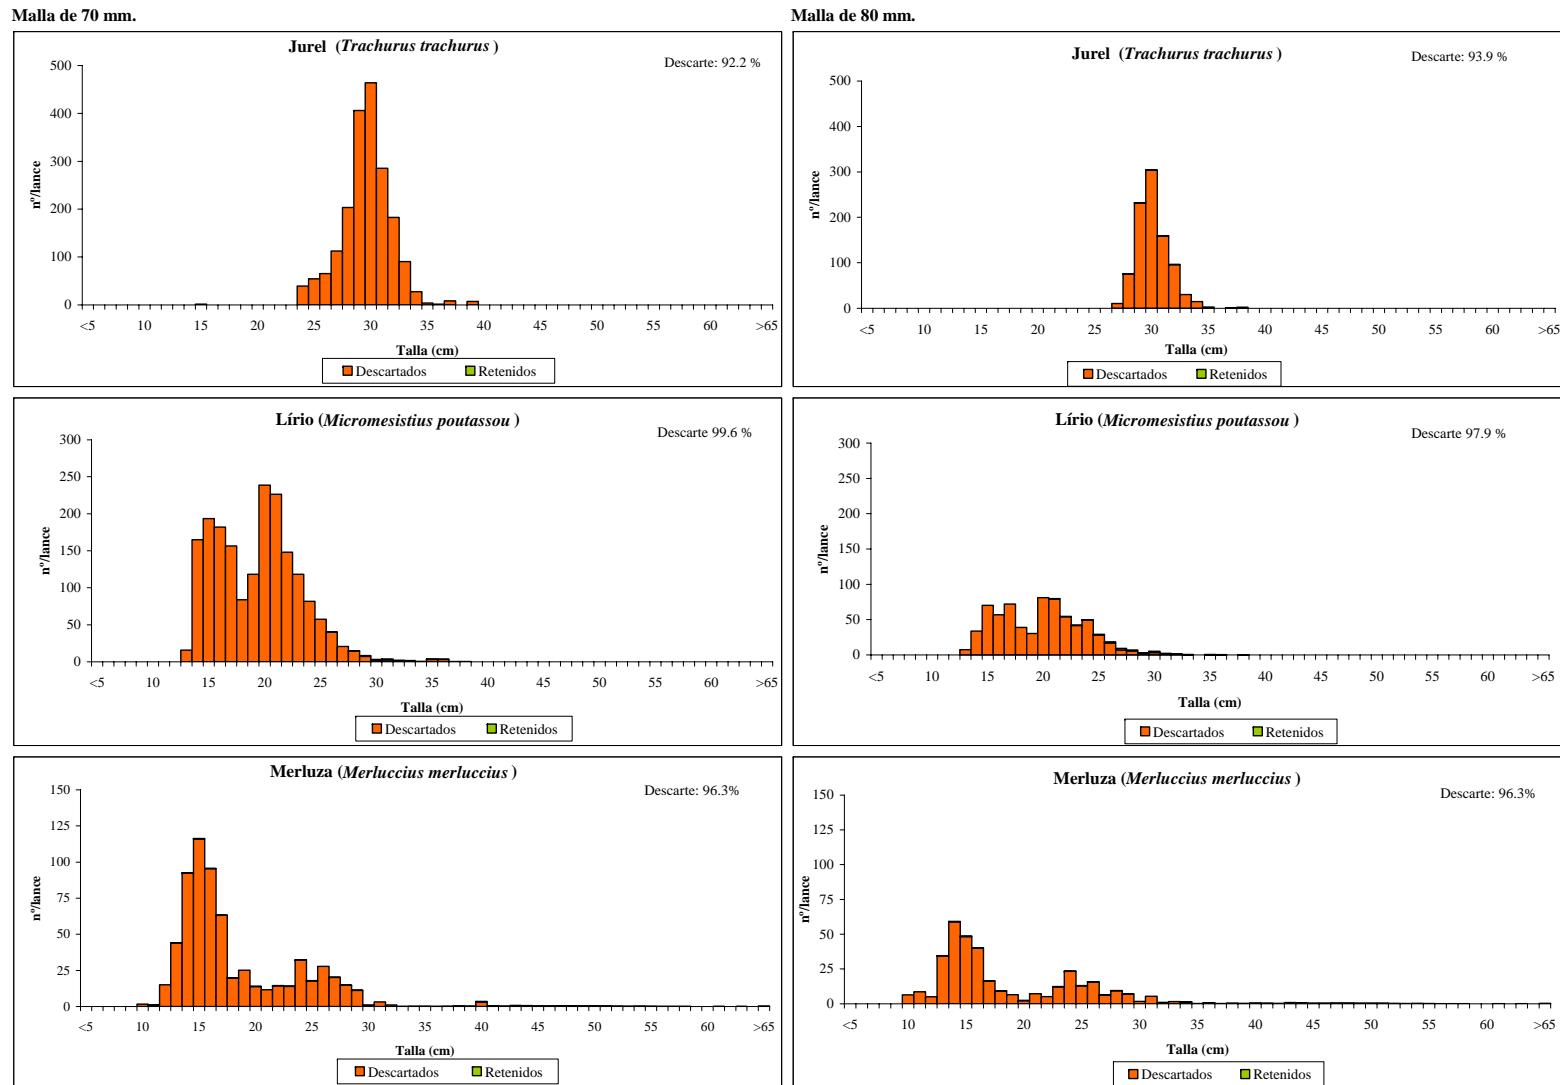 Malla de 70 mm.
Malla de 80 mm.
Jurel (Trachurus trachurus )
Descarte: 92.2 %
500
400
300
200
100
0
nº/lance
<5 10 15 20 25 30 35 40 45 50 55 60 >65
Talla (cm)
Descartados Retenidos
Jurel (Trachurus trachurus )
Descarte: 93.9 %
500
400
300
200
100
0
nº/lance
<5 10 15 20 25 30 35 40 45 50 55 60 >65
Talla (cm)
Descartados Retenidos
Lírio (Micromesistius poutassou )
Descarte 99.6 %
300
250
200
150
100
50
0
nº/lance
<5 10 15 20 25 30 35 40 45 50 55 60 >65
Talla (cm)
Descartados Retenidos
Lírio (Micromesistius poutassou )
Descarte 97.9 %
300
250
200
150
100
50
0
nº/lance
<5 10 15 20 25 30 35 40 45 50 55 60 >65
Talla (cm)
Descartados Retenidos
Merluza (Merluccius merluccius )
Descarte: 96.3%
150
125
100
75
50
25
0
nº/lance
<5 10 15 20 25 30 35 40 45 50 55 60 >65
Talla (cm)
Descartados Retenidos
Merluza (Merluccius merluccius )
Descarte: 96.3%
150
125
100
75
50
25
0
nº/lance
<5 10 15 20 25 30 35 40 45 50 55 60 >65
Talla (cm)
Descartados Retenidos